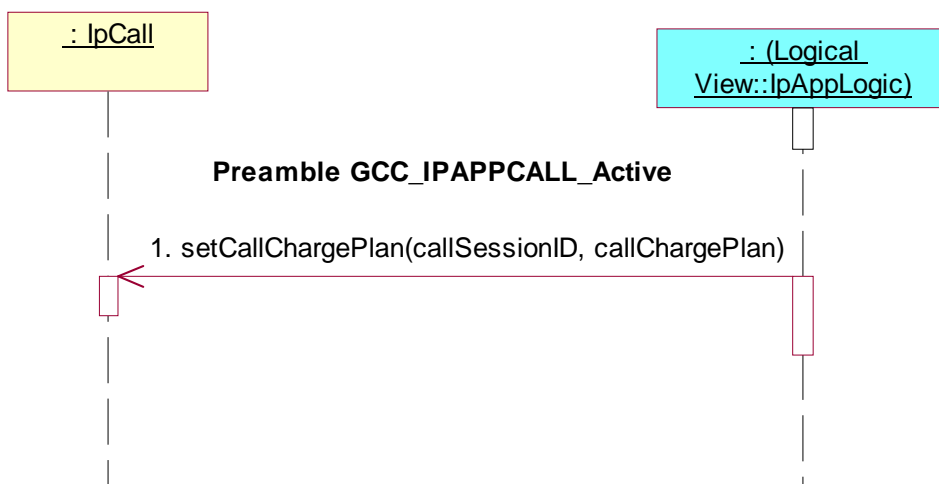 : IpCall
: (Logical
View::IpAppLogic)
Preamble GCC_IPAPPCALL_Active
1. setCallChargePlan(callSessionID, callChargePlan)